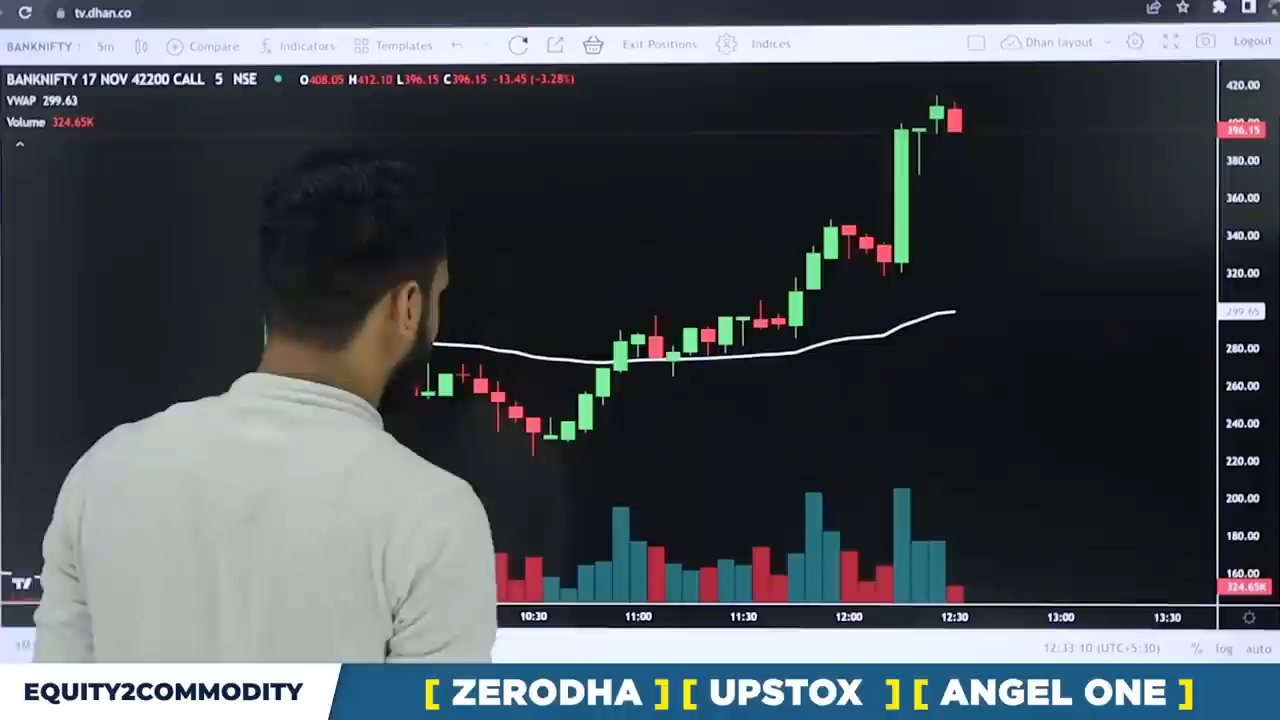 tv.dhan.co
BANKNIFTY 5m Compare Indicators Templates Exit Positions Indices Dhan layout Logout
BANKNIFTY 17 NOV 42200 CALL 5 NSE O408.05 H412.10 L396.15 C396.15 -13.45 (-3.28%)
VWAP 299.63
Volume 324.65K
420.00
396.15
380.00
360.00
340.00
320.00
299.65
280.00
260.00
240.00
220.00
200.00
180.00
160.00
324.65K
10:30 11:00 11:30 12:00 12:30 13:00 13:30
12:33:10 (UTC+5:30) % log auto
EQUITY2COMMODITY [ ZERODHA ] [ UPSTOX ] [ ANGEL ONE ]